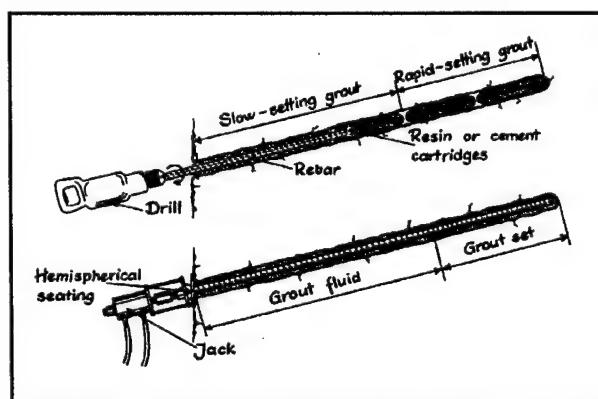 Slow-setting grout
Rapid-setting grout
Resin or cement
cartridges
Rebar
Drill
Hemispherical
seating
Grout fluid
Grout set
Jack